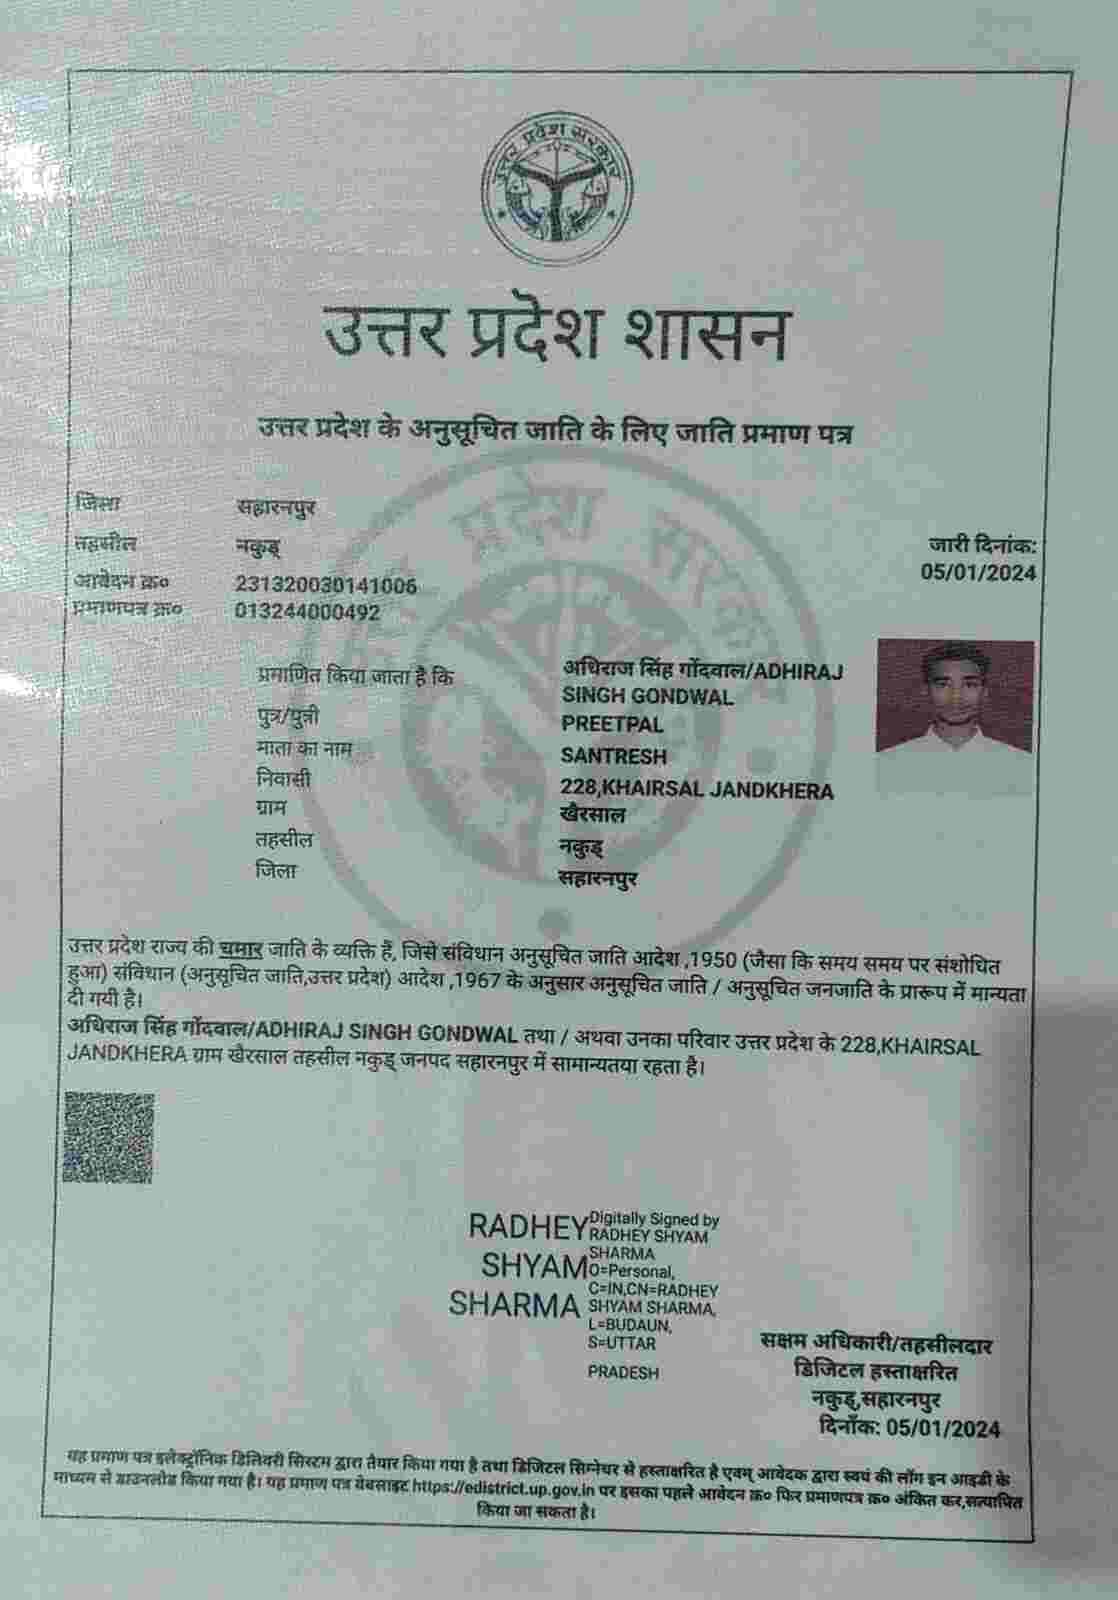 उत्तर प्रदेश सरकार
उत्तर प्रदेश शासन
उत्तर प्रदेश के अनुसूचित जाति के लिए जाति प्रमाण पत्र
जिला सहारनपुर
तहसील नकुड़
जारी दिनांक:
05/01/2024
आवेदन क्र० 231320030141006
प्रमाणपत्र क्र० 013244000492
प्रमाणित किया जाता है कि अधिराज सिंह गोंदवाल/ADHIRAJ
SINGH GONDWAL
पुत्र/पुत्री PREETPAL
माता का नाम SANTRESH
निवासी 228,KHAIRSAL JANDKHERA
ग्राम खैरसाल
तहसील नकुड़
जिला सहारनपुर
उत्तर प्रदेश राज्य की चमार जाति के व्यक्ति हैं, जिसे संविधान अनुसूचित जाति आदेश ,1950 (जैसा कि समय समय पर संशोधित
हुआ) संविधान (अनुसूचित जाति,उत्तर प्रदेश) आदेश ,1967 के अनुसार अनुसूचित जाति / अनुसूचित जनजाति के प्रारूप में मान्यता
दी गयी है।
अधिराज सिंह गोंदवाल/ADHIRAJ SINGH GONDWAL तथा / अथवा उनका परिवार उत्तर प्रदेश के 228,KHAIRSAL
JANDKHERA ग्राम खैरसाल तहसील नकुड़ जनपद सहारनपुर में सामान्यतया रहता है।
RADHEY
SHYAM
SHARMA
Digitally Signed by
RADHEY SHYAM
SHARMA
O=Personal,
C=IN,CN=RADHEY
SHYAM SHARMA,
L=BUDAUN,
S=UTTAR
PRADESH
सक्षम अधिकारी/तहसीलदार
डिजिटल हस्ताक्षरित
नकुड़,सहारनपुर
दिनाँक: 05/01/2024
यह प्रमाण पत्र इलेक्ट्रॉनिक डिलिवरी सिस्टम द्वारा तैयार किया गया है तथा डिजिटल सिग्नेचर से हस्ताक्षरित है एवम् आवेदक द्वारा स्वयं की लॉग इन आइडी के
माध्यम से डाउनलोड किया गया है। यह प्रमाण पत्र वेबसाइट https://edistrict.up.gov.in पर इसका पहले आवेदन क्र० फिर प्रमाणपत्र क्र० अंकित कर,सत्यापित
किया जा सकता है।